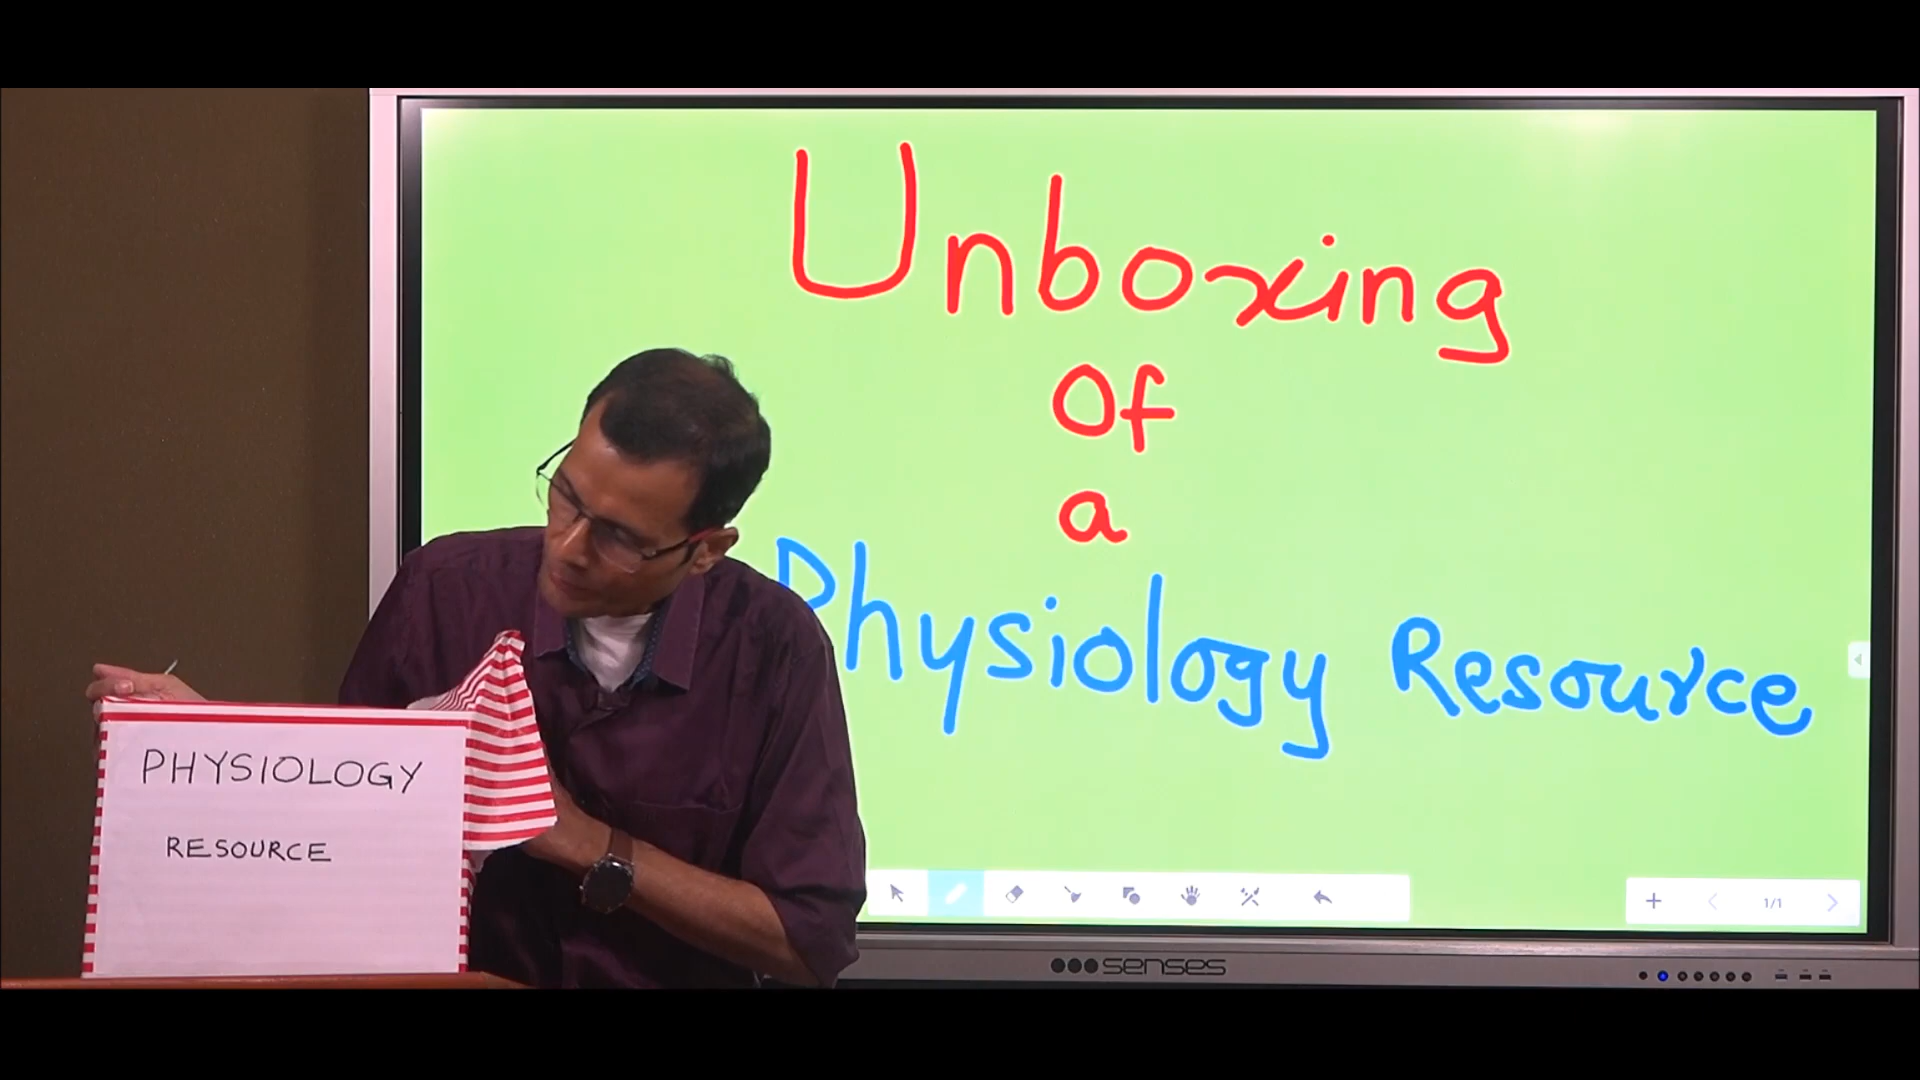 Unboxing
Of
a
Physiology Resource
PHYSIOLOGY
RESOURCE
1/1
senses